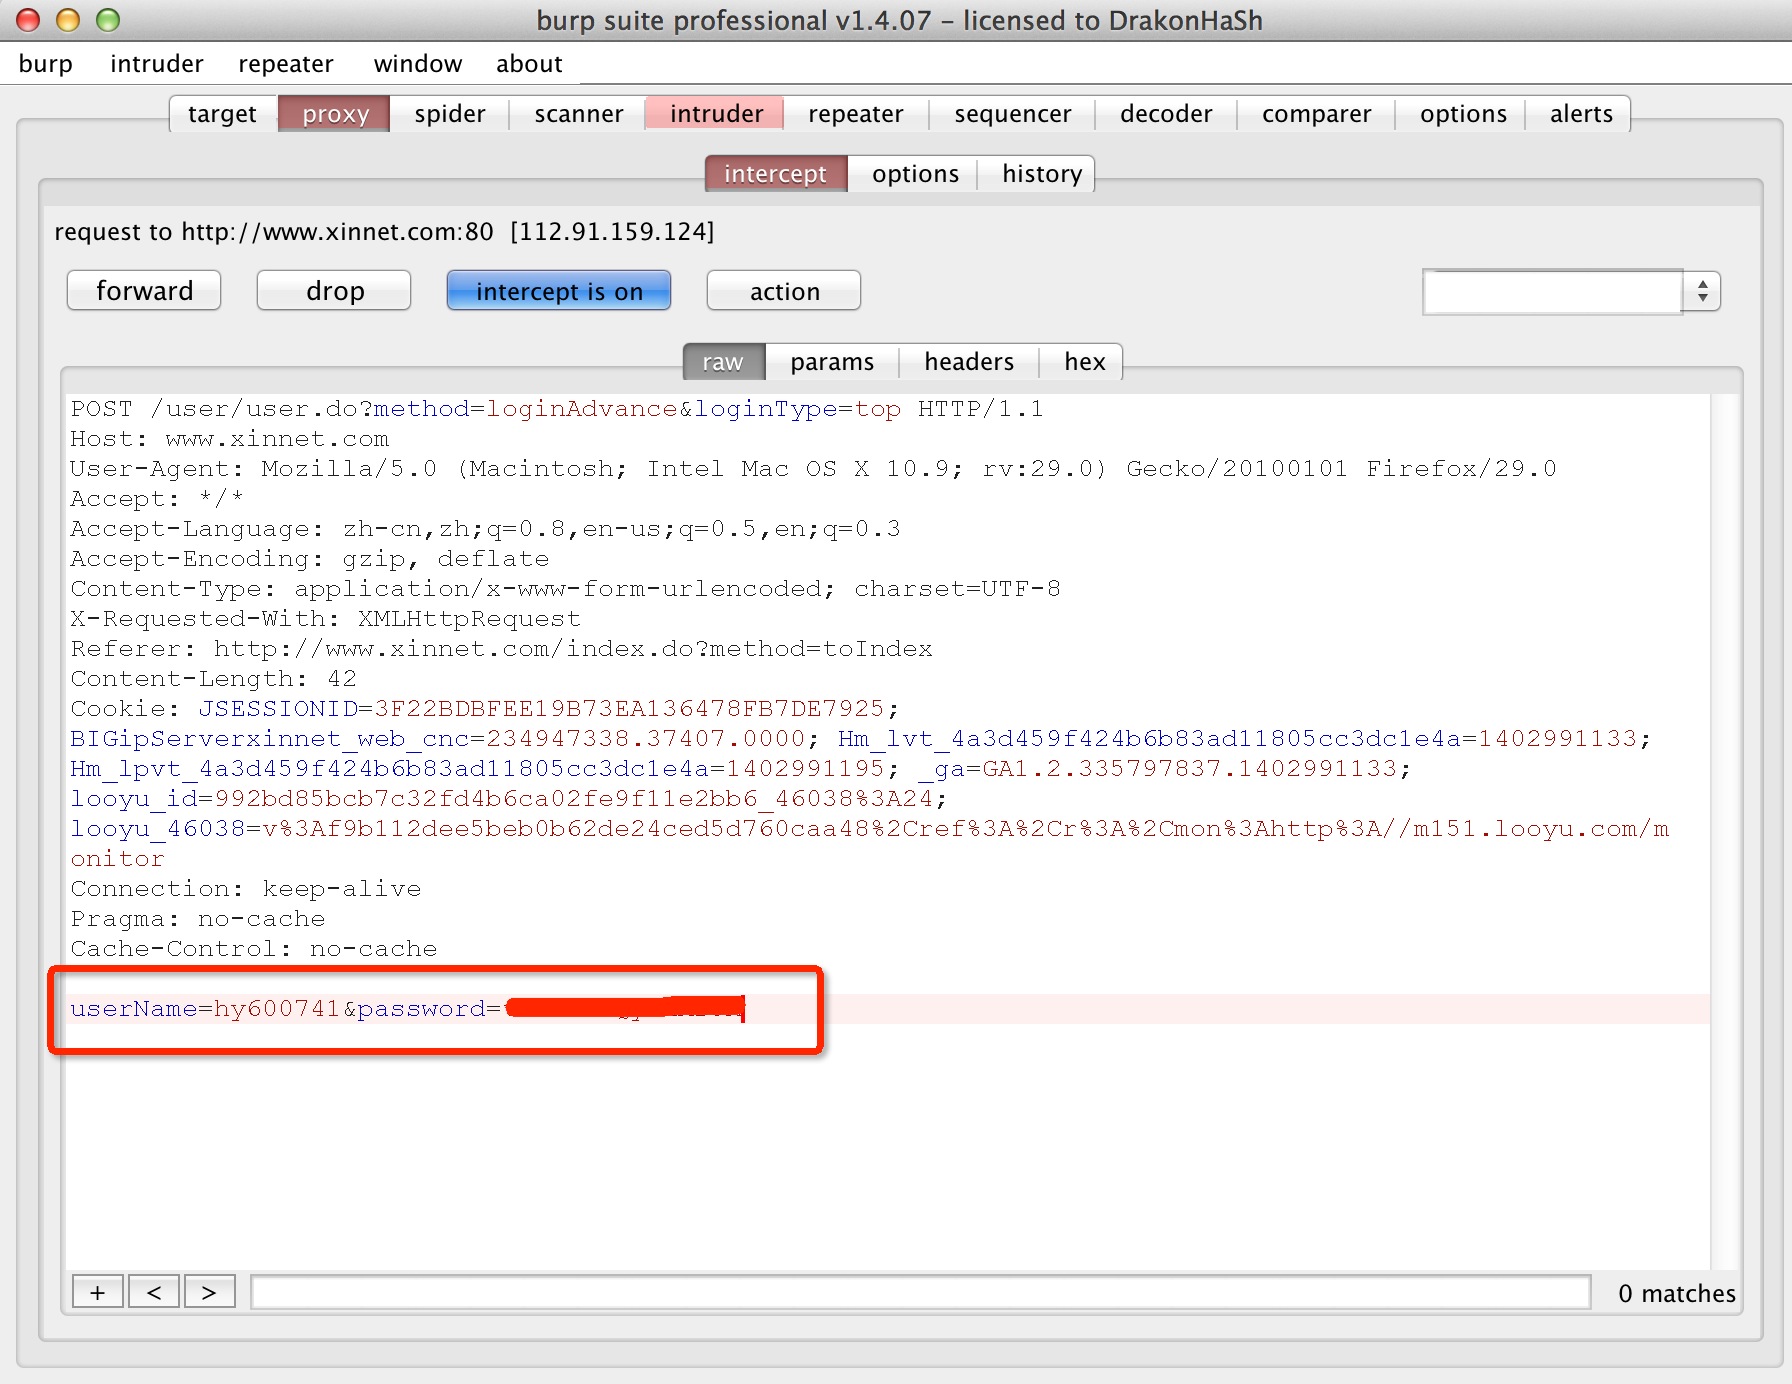 burp suite professional v1.4.07 – licensed to DrakonHaSh
burp intruder repeater window about
target proxy spider scanner intruder repeater sequencer decoder comparer options alerts
intercept options history
request to http://www.xinnet.com:80 [112.91.159.124]
forward drop intercept is on action
raw params headers hex
POST /user/user.do?method=loginAdvance&loginType=top HTTP/1.1
Host: www.xinnet.com
User-Agent: Mozilla/5.0 (Macintosh; Intel Mac OS X 10.9; rv:29.0) Gecko/20100101 Firefox/29.0
Accept: */*
Accept-Language: zh-cn,zh;q=0.8,en-us;q=0.5,en;q=0.3
Accept-Encoding: gzip, deflate
Content-Type: application/x-www-form-urlencoded; charset=UTF-8
X-Requested-With: XMLHttpRequest
Referer: http://www.xinnet.com/index.do?method=toIndex
Content-Length: 42
Cookie: JSESSIONID=3F22BDBFEE19B73EA136478FB7DE7925;
BIGipServerxinnet_web_cnc=234947338.37407.0000; Hm_lvt_4a3d459f424b6b83ad11805cc3dc1e4a=1402991133;
Hm_lpvt_4a3d459f424b6b83ad11805cc3dc1e4a=1402991195; _ga=GA1.2.335797837.1402991133;
looyu_id=992bd85bcb7c32fd4b6ca02fe9f11e2bb6_46038%3A24;
looyu_46038=v%3Af9b112dee5beb0b62de24ced5d760caa48%2Cref%3A%2Cr%3A%2Cmon%3Ahttp%3A//m151.looyu.com/m
onitor
Connection: keep-alive
Pragma: no-cache
Cache-Control: no-cache
userName=hy600741&password=
+ < > 0 matches